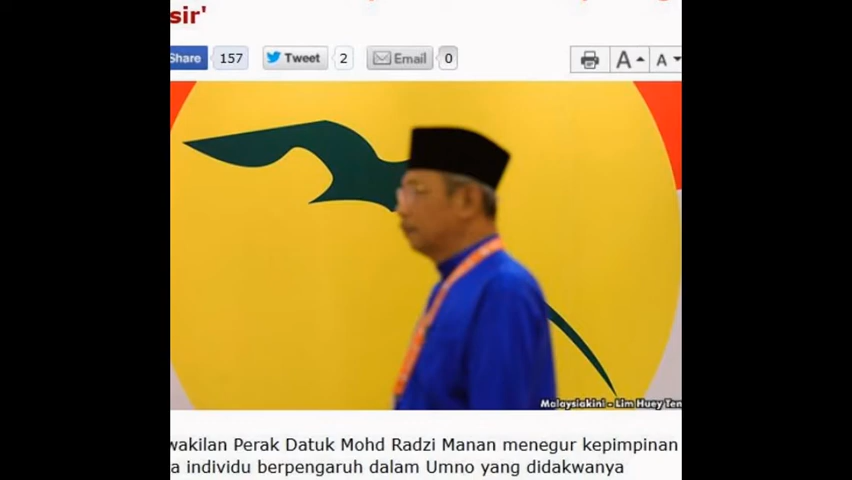 sir'
Share 157 Tweet 2 Email 0 A A
Malaysiakini - Lim Huey Ten
wakilan Perak Datuk Mohd Radzi Manan menegur kepimpinan
a individu berpengaruh dalam Umno yang didakwanya